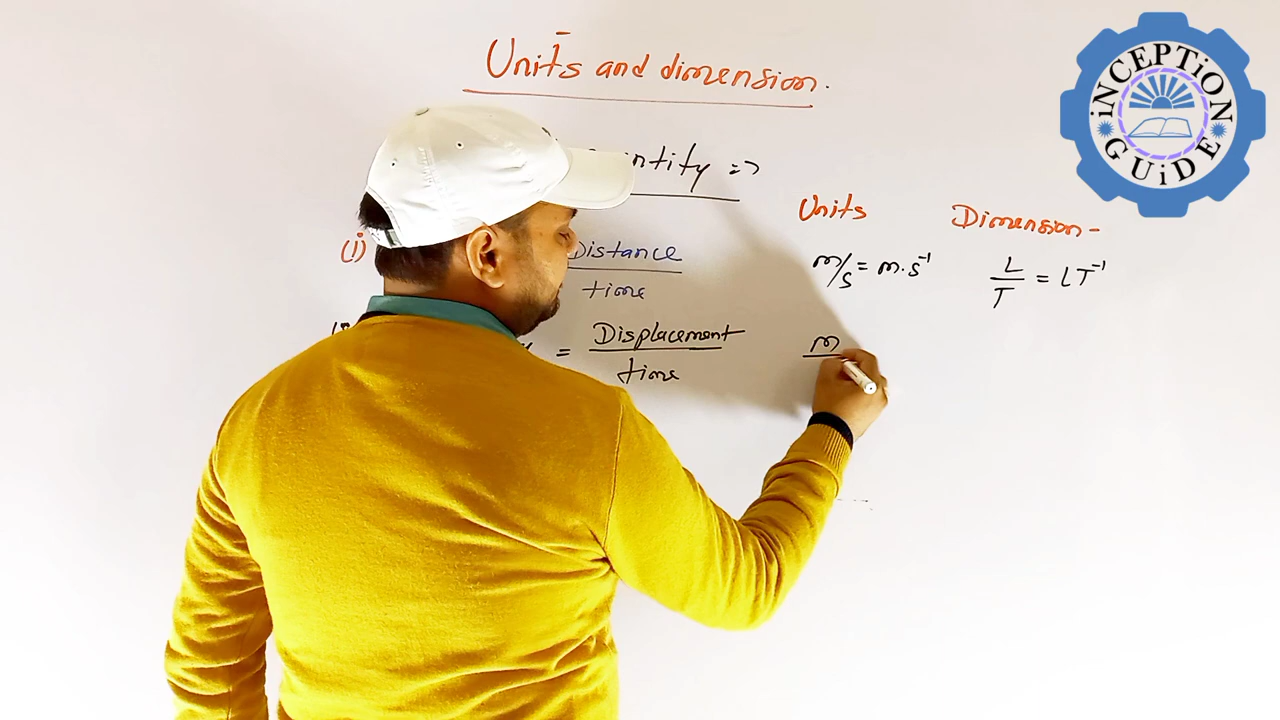 Units and dimension.
ntity =>
Units Dimension -
(i) Distance / time m/s = m.s⁻¹ L/T = LT⁻¹
= Displacement / time m
iNCEPTiON GUiDE